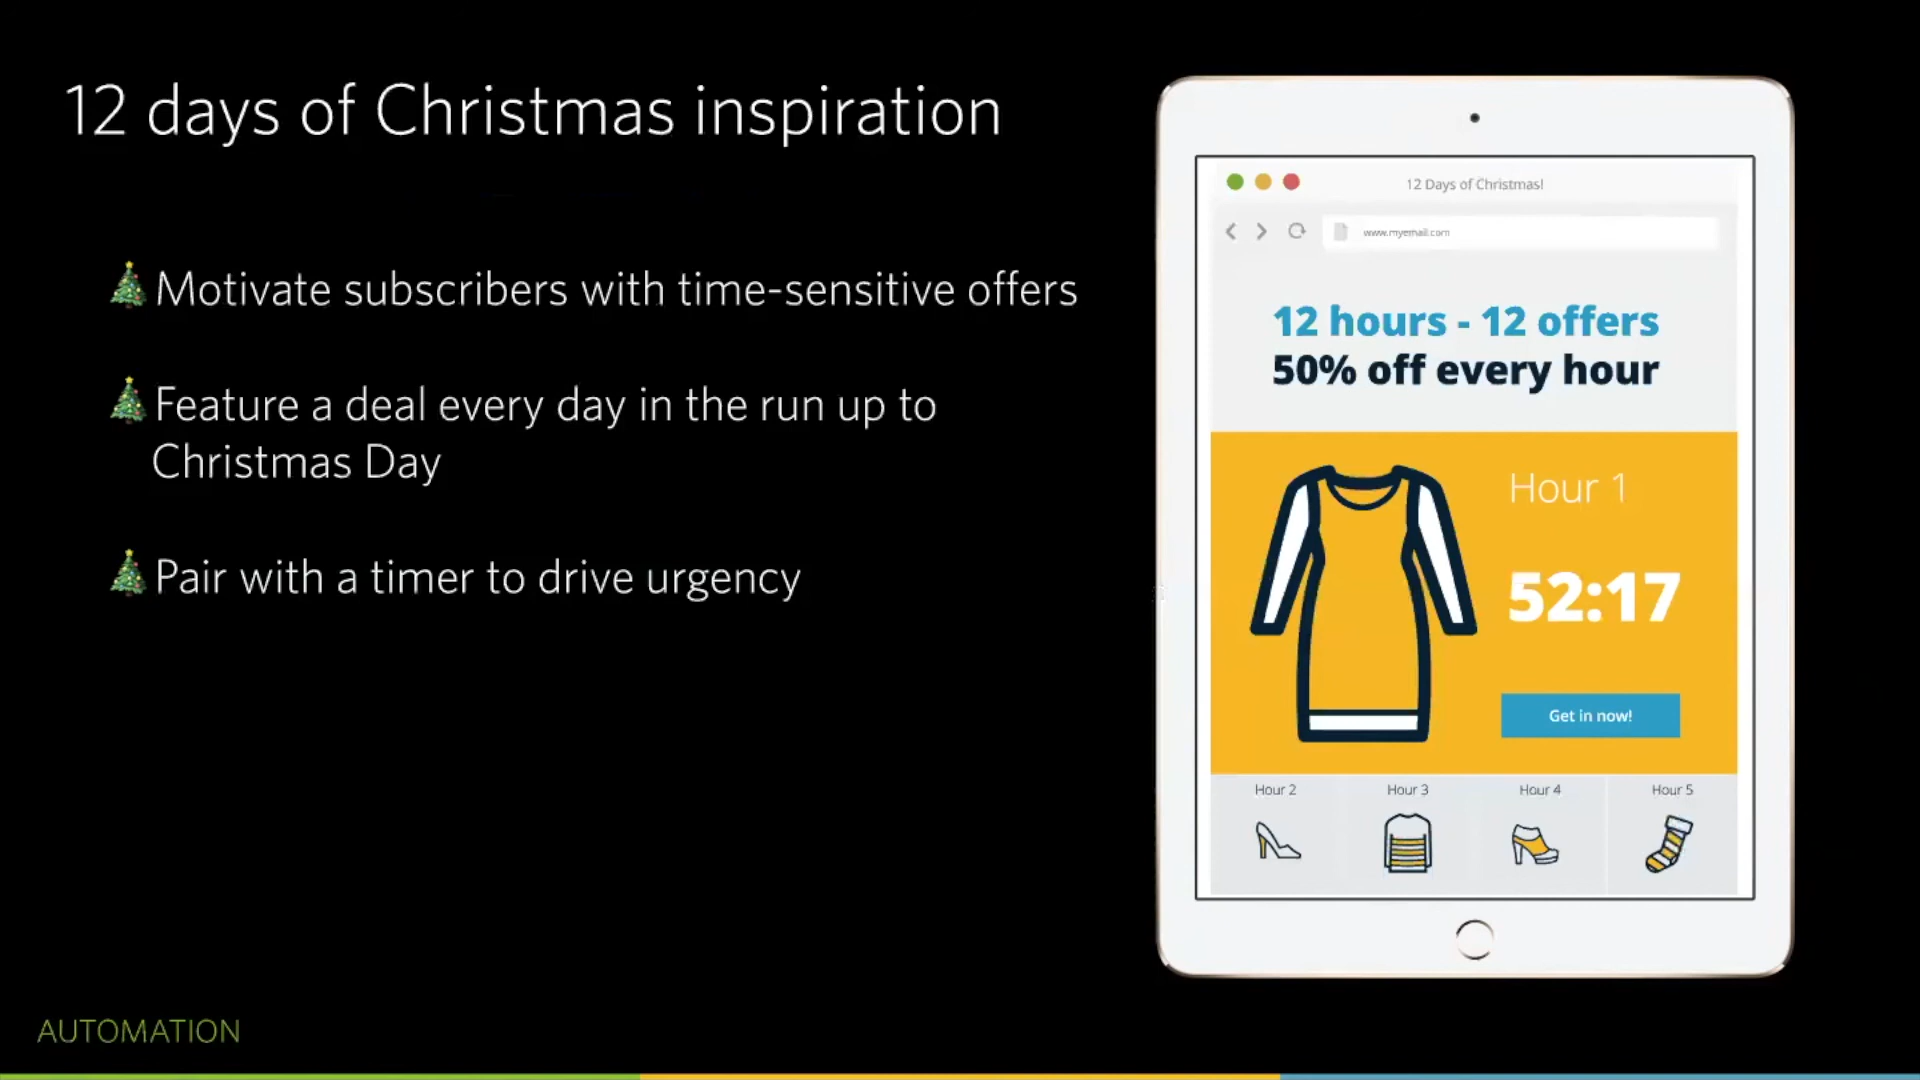 12 days of Christmas inspiration
Motivate subscribers with time-sensitive offers
Feature a deal every day in the run up to
Christmas Day
Pair with a timer to drive urgency
AUTOMATION
12 Days of Christmas!
www.myemail.com
12 hours - 12 offers
50% off every hour
Hour 1
52:17
Get in now!
Hour 2
Hour 3
Hour 4
Hour 5